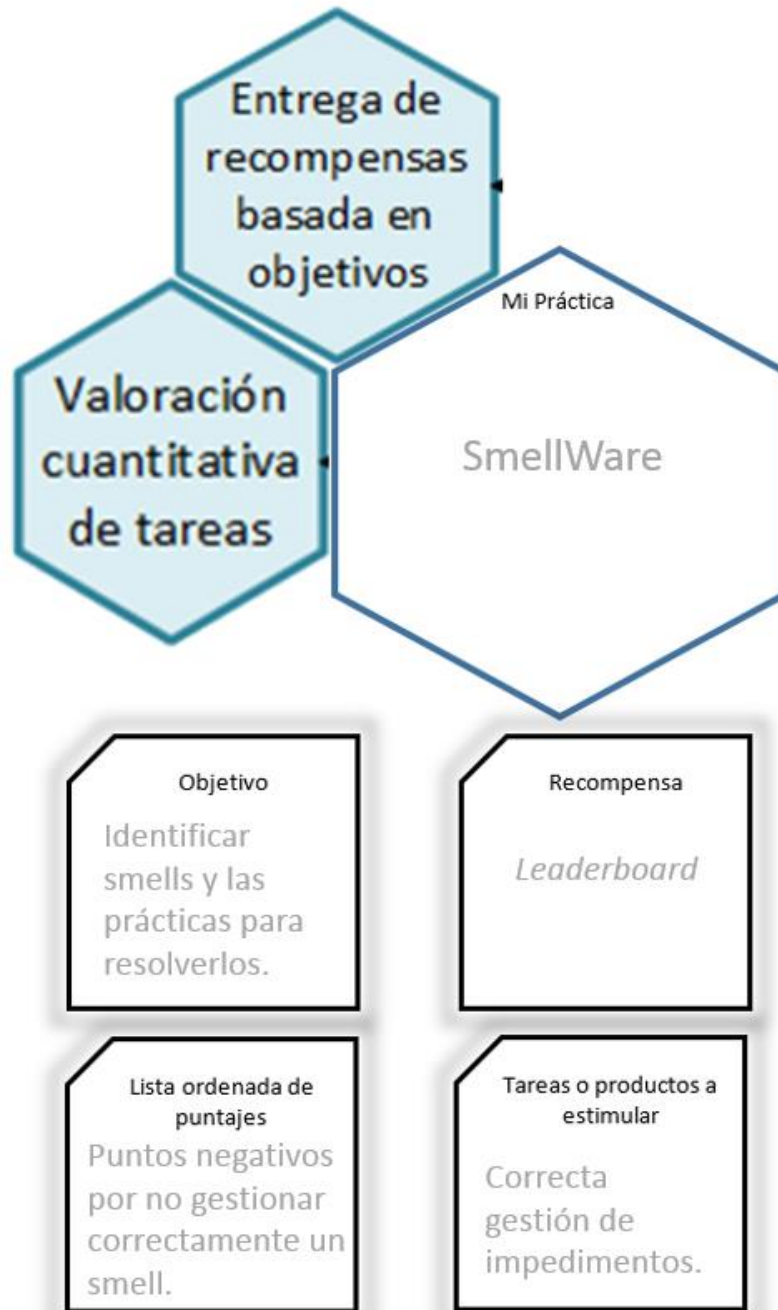 Entrega de
recompensas
basada en
objetivos
Mi Práctica
Valoración
cuantitativa
de tareas
SmellWare
Objetivo
Identificar
smells y las
prácticas para
resolverlos.
Recompensa
Leaderboard
Lista ordenada de
puntajes
Puntos negativos
por no gestionar
correctamente un
smell.
Tareas o productos a
estimular
Correcta
gestión de
impedimentos.